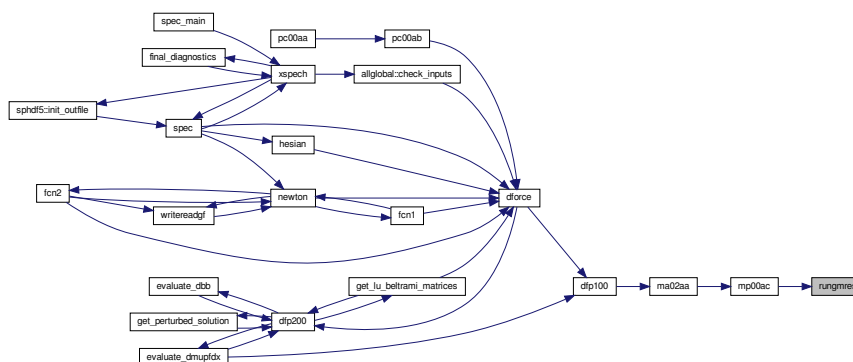 spec_main
final_diagnostics
xspech
pc00aa
pc00ab
allglobal::check_inputs
sphdf5::init_outfile
spec
hesian
fcn2
newton
writereadgf
fcn1
dforce
evaluate_dbb
get_lu_beltrami_matrices
get_perturbed_solution
dfp200
evaluate_dmupfdx
dfp100
ma02aa
mp00ac
rungmres